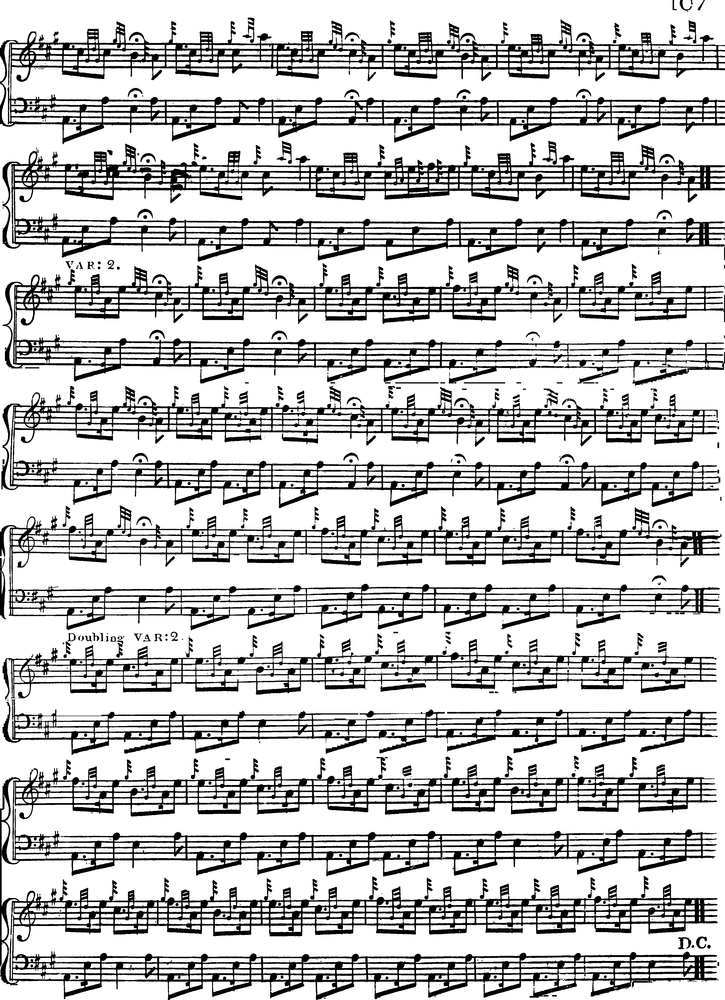 107
VAR: 2.
Doubling VAR:2.
D.C.